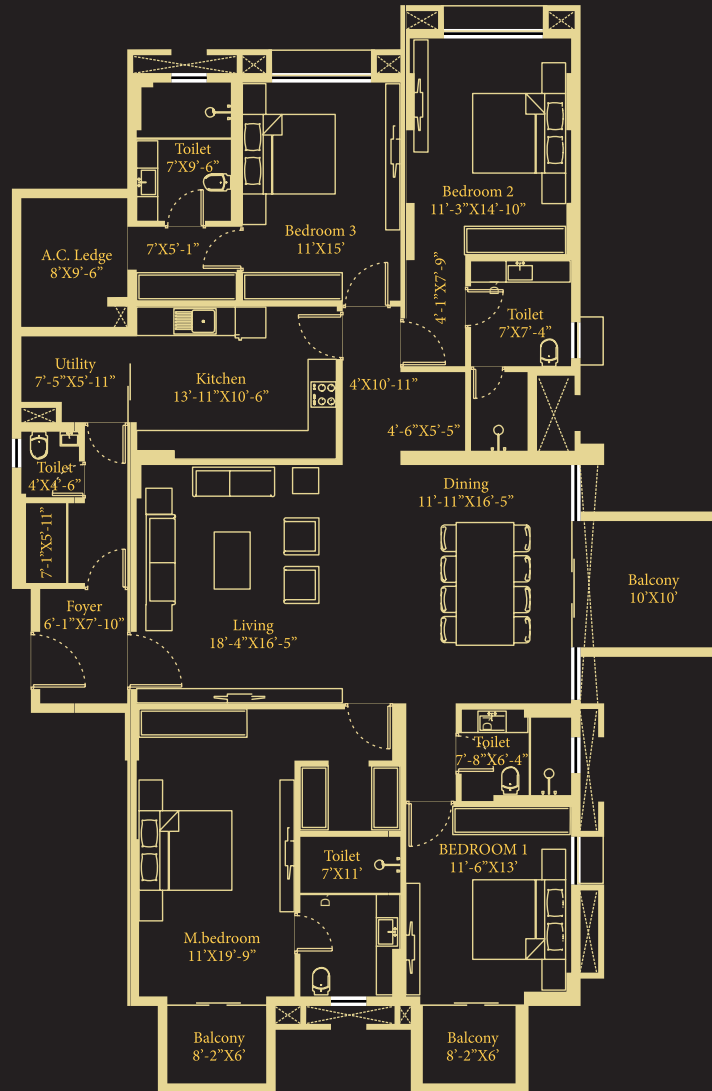 Toilet
7’X9’-6”
Bedroom 2
11’-3”X14’-10”
Bedroom 3
11’X15’
7’X5’-1”
A.C. Ledge
8’X9’-6”
4’-1”X7’-9”
D
Toilet
7’X7’-4”
Utility
7’-5”X5’-11”
Kitchen
13’-11”X10’-6”
4’X10’-11”
4’-6”X5’-5”
Toilet
4’X4’-6”
7’-1”X5’-11”
Dining
11’-11”X16’-5”
Balcony
10’X10’
Foyer
6’-1”X7’-10”
Living
18’-4”X16’-5”
D
Toilet
7’-8”X6’-4”
BEDROOM 1
11’-6”X13’
Toilet
7’X11’
D
M.bedroom
11’X19’-9”
Balcony
8’-2”X6’
Balcony
8’-2”X6’